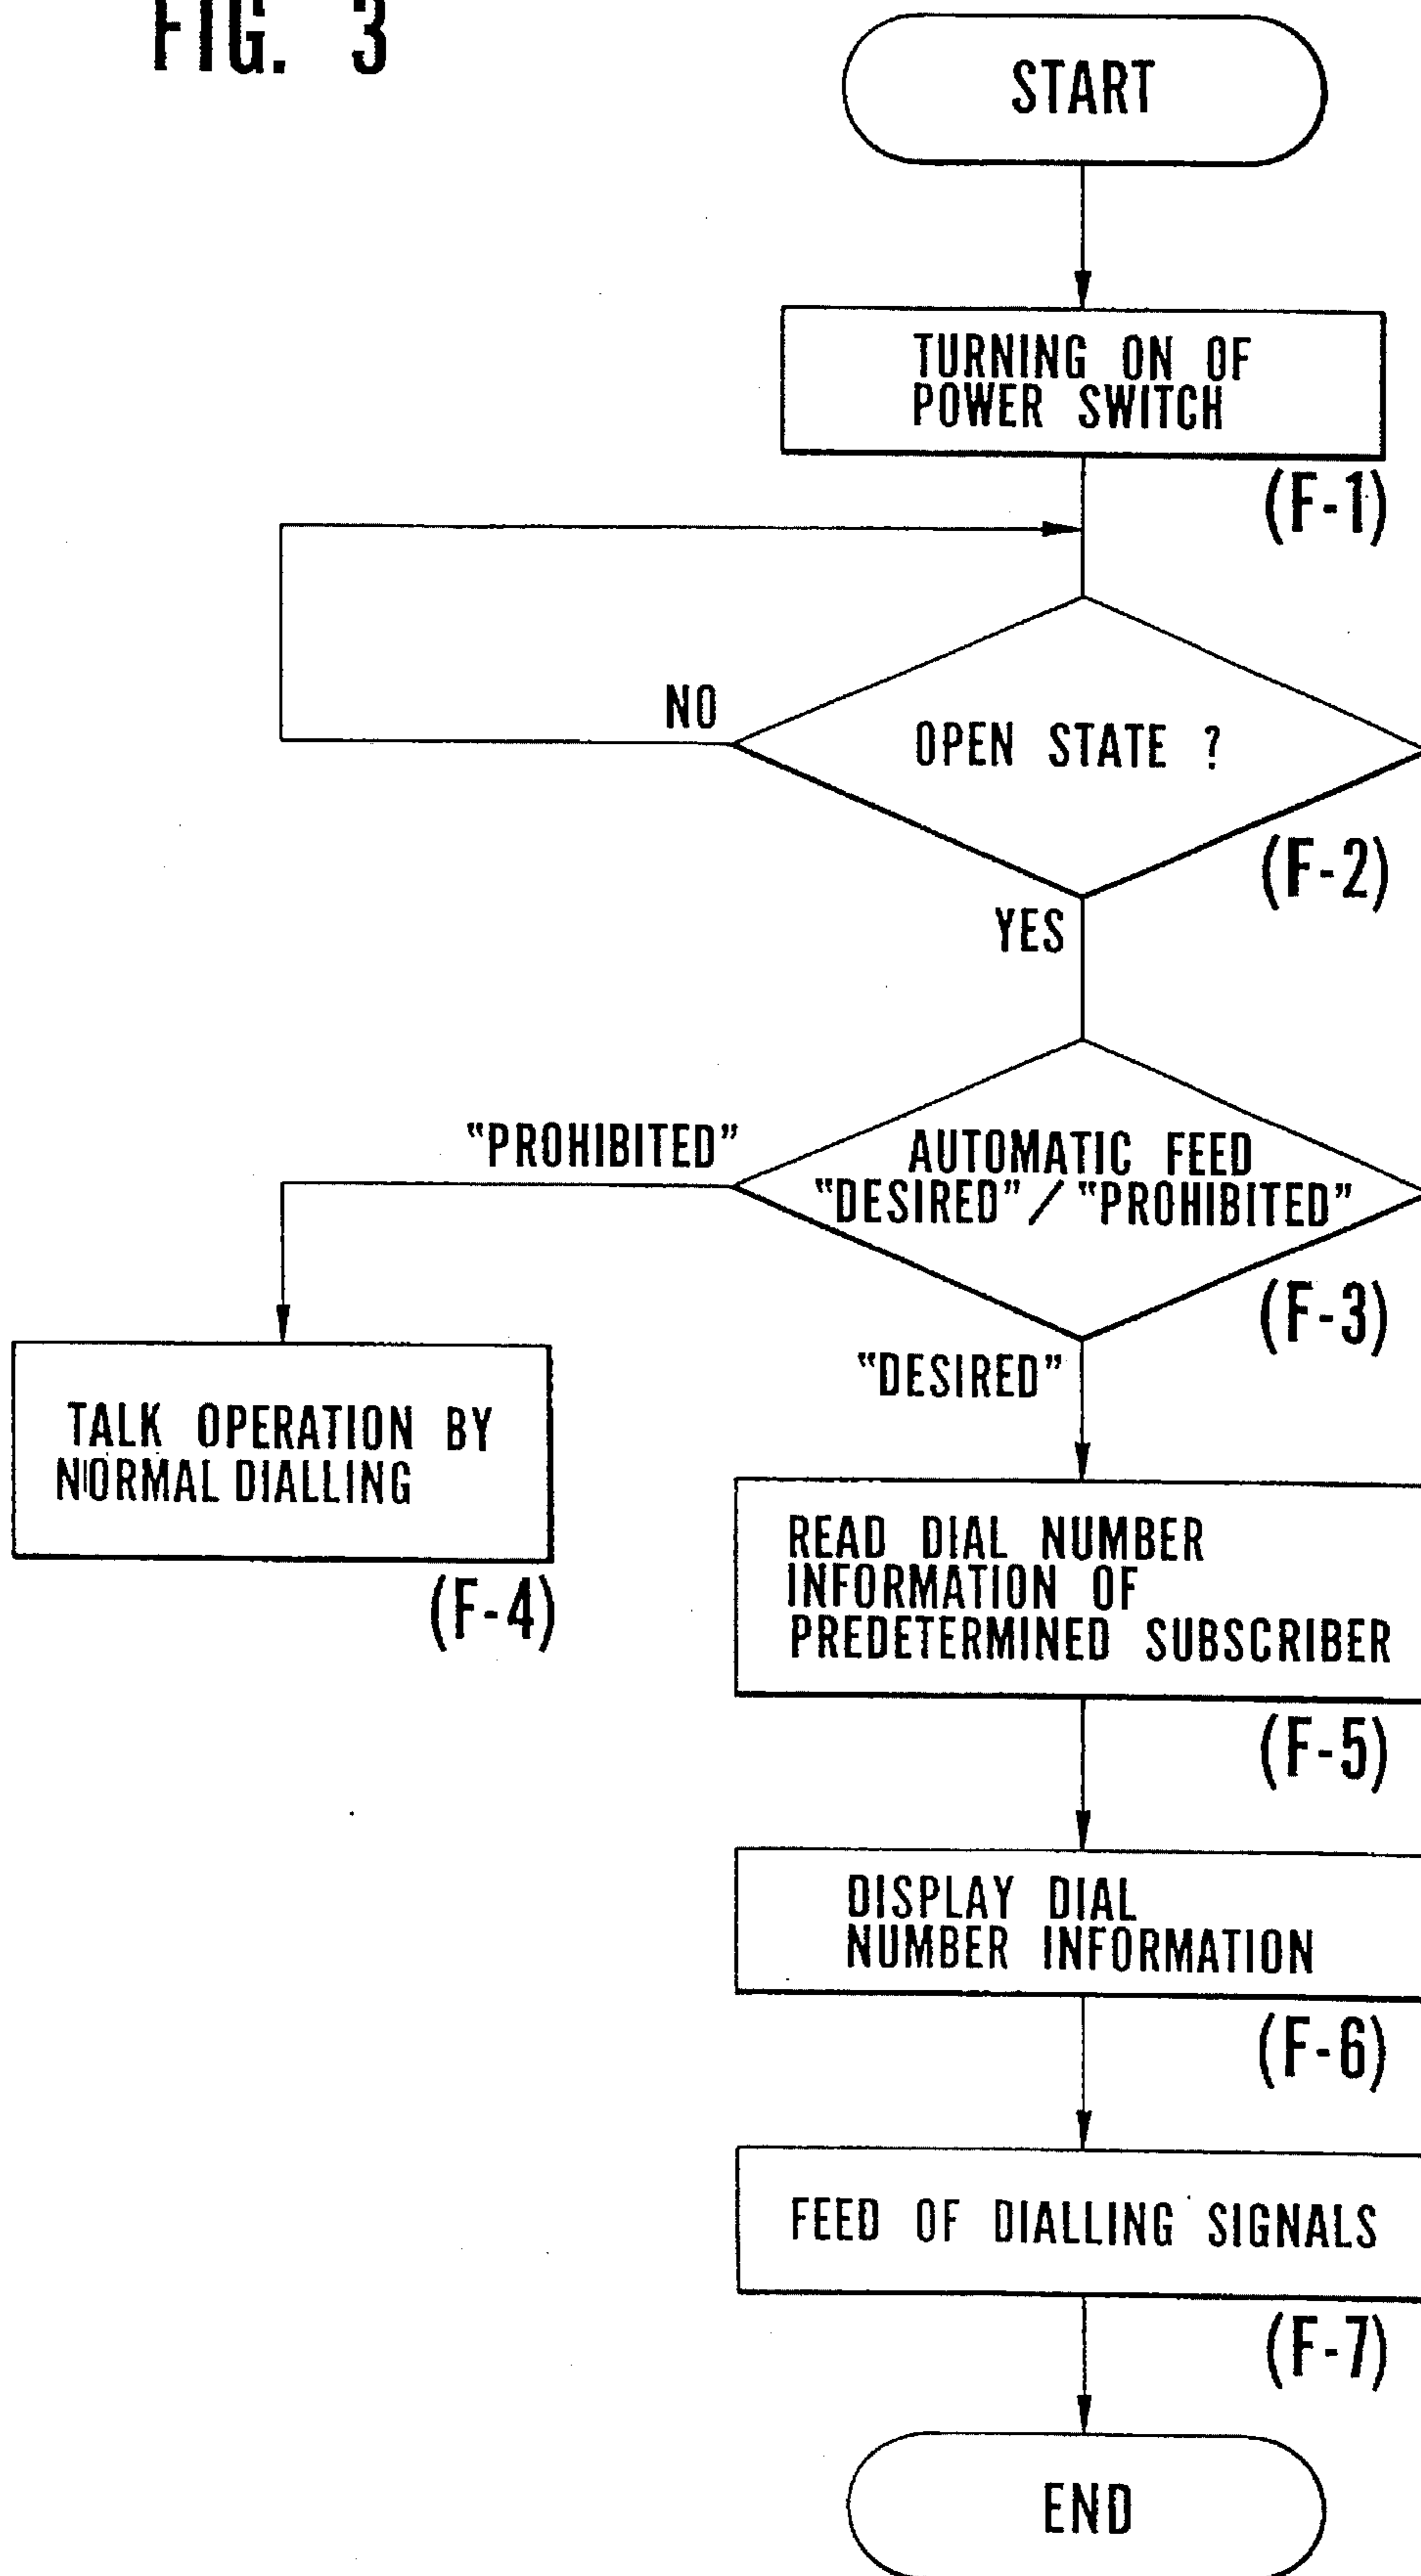 FIG. 3
START
TURNING ON OF
POWER SWITCH
(F-1)
NO
OPEN STATE ?
(F-2)
YES
"PROHIBITED"
AUTOMATIC FEED
"DESIRED"/"PROHIBITED"
(F-3)
"DESIRED"
TALK OPERATION BY
NORMAL DIALLING
(F-4)
READ DIAL NUMBER
INFORMATION OF
PREDETERMINED SUBSCRIBER
(F-5)
DISPLAY DIAL
NUMBER INFORMATION
(F-6)
FEED OF DIALLING SIGNALS
(F-7)
END